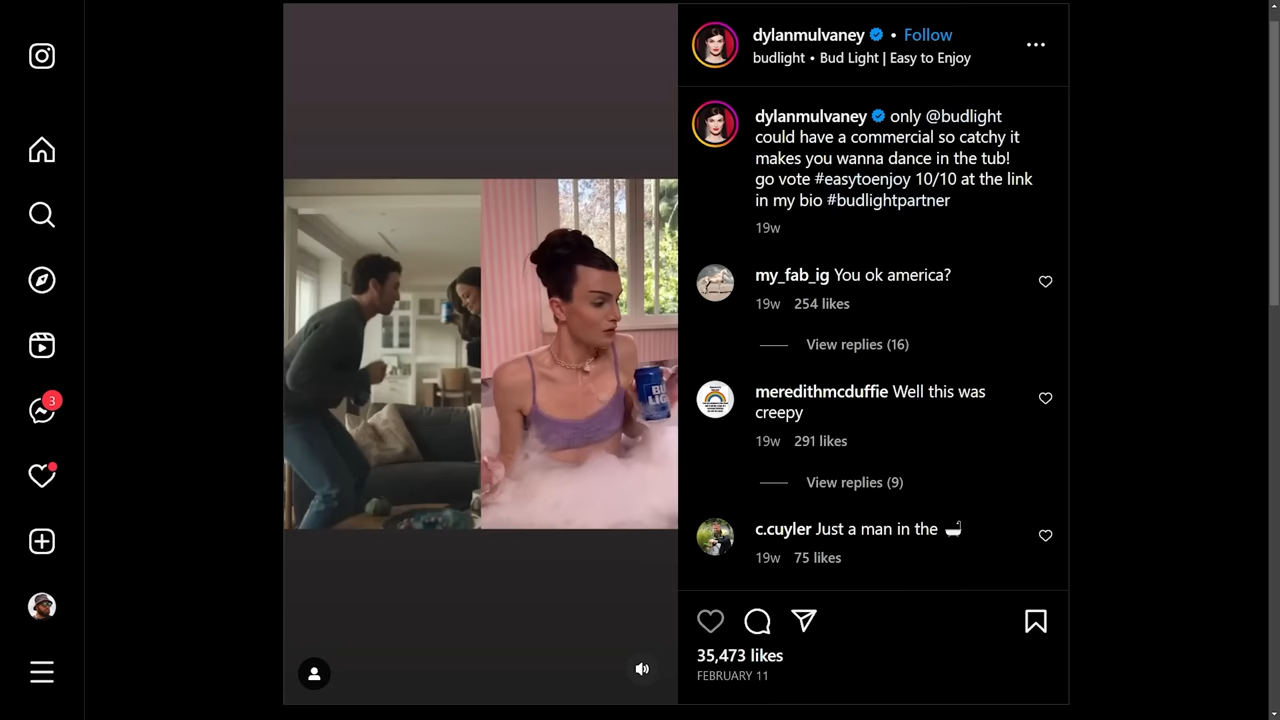 dylanmulvaney • Follow
budlight • Bud Light | Easy to Enjoy
dylanmulvaney only @budlight
could have a commercial so catchy it
makes you wanna dance in the tub!
go vote #easytoenjoy 10/10 at the link
in my bio #budlightpartner
19w
my_fab_ig You ok america?
19w 254 likes
View replies (16)
meredithmcduffie Well this was
creepy
19w 291 likes
View replies (9)
c.cuyler Just a man in the 🛁
19w 75 likes
35,473 likes
FEBRUARY 11
3